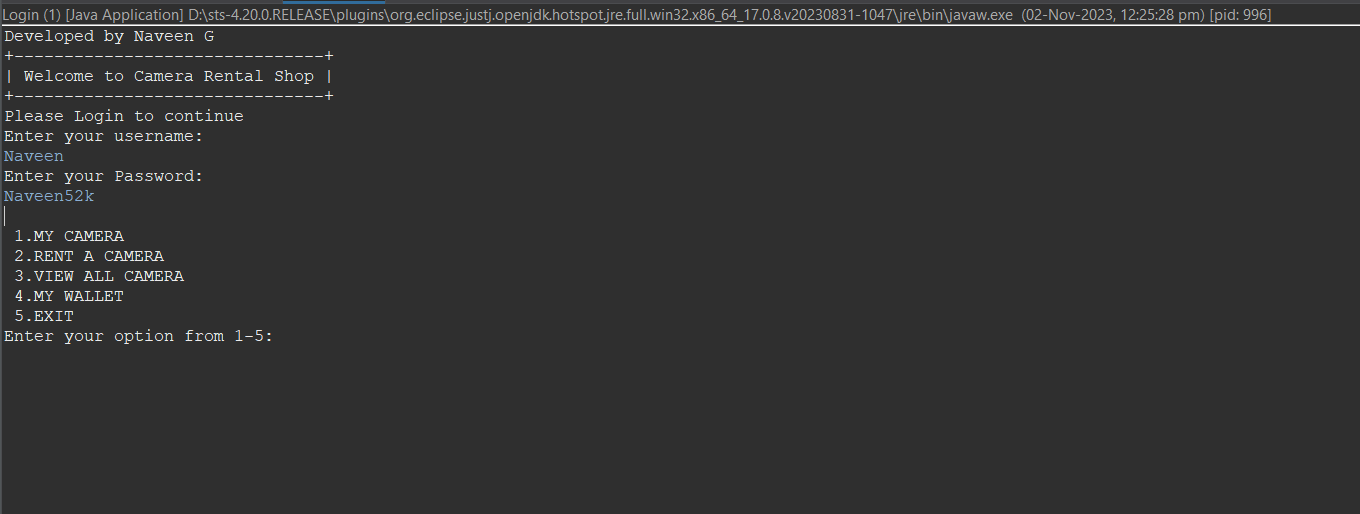 Login (1) [Java Application] D:\sts-4.20.0.RELEASE\plugins\org.eclipse.justj.openjdk.hotspot.jre.full.win32.x86_64_17.0.8.v20230831-1047\jre\bin\javaw.exe (02-Nov-2023, 12:25:28 pm) [pid: 996]
Developed by Naveen G
+-------------------------------+
| Welcome to Camera Rental Shop |
+-------------------------------+
Please Login to continue
Enter your username:
Naveen
Enter your Password:
Naveen52k
1.MY CAMERA
2.RENT A CAMERA
3.VIEW ALL CAMERA
4.MY WALLET
5.EXIT
Enter your option from 1-5: